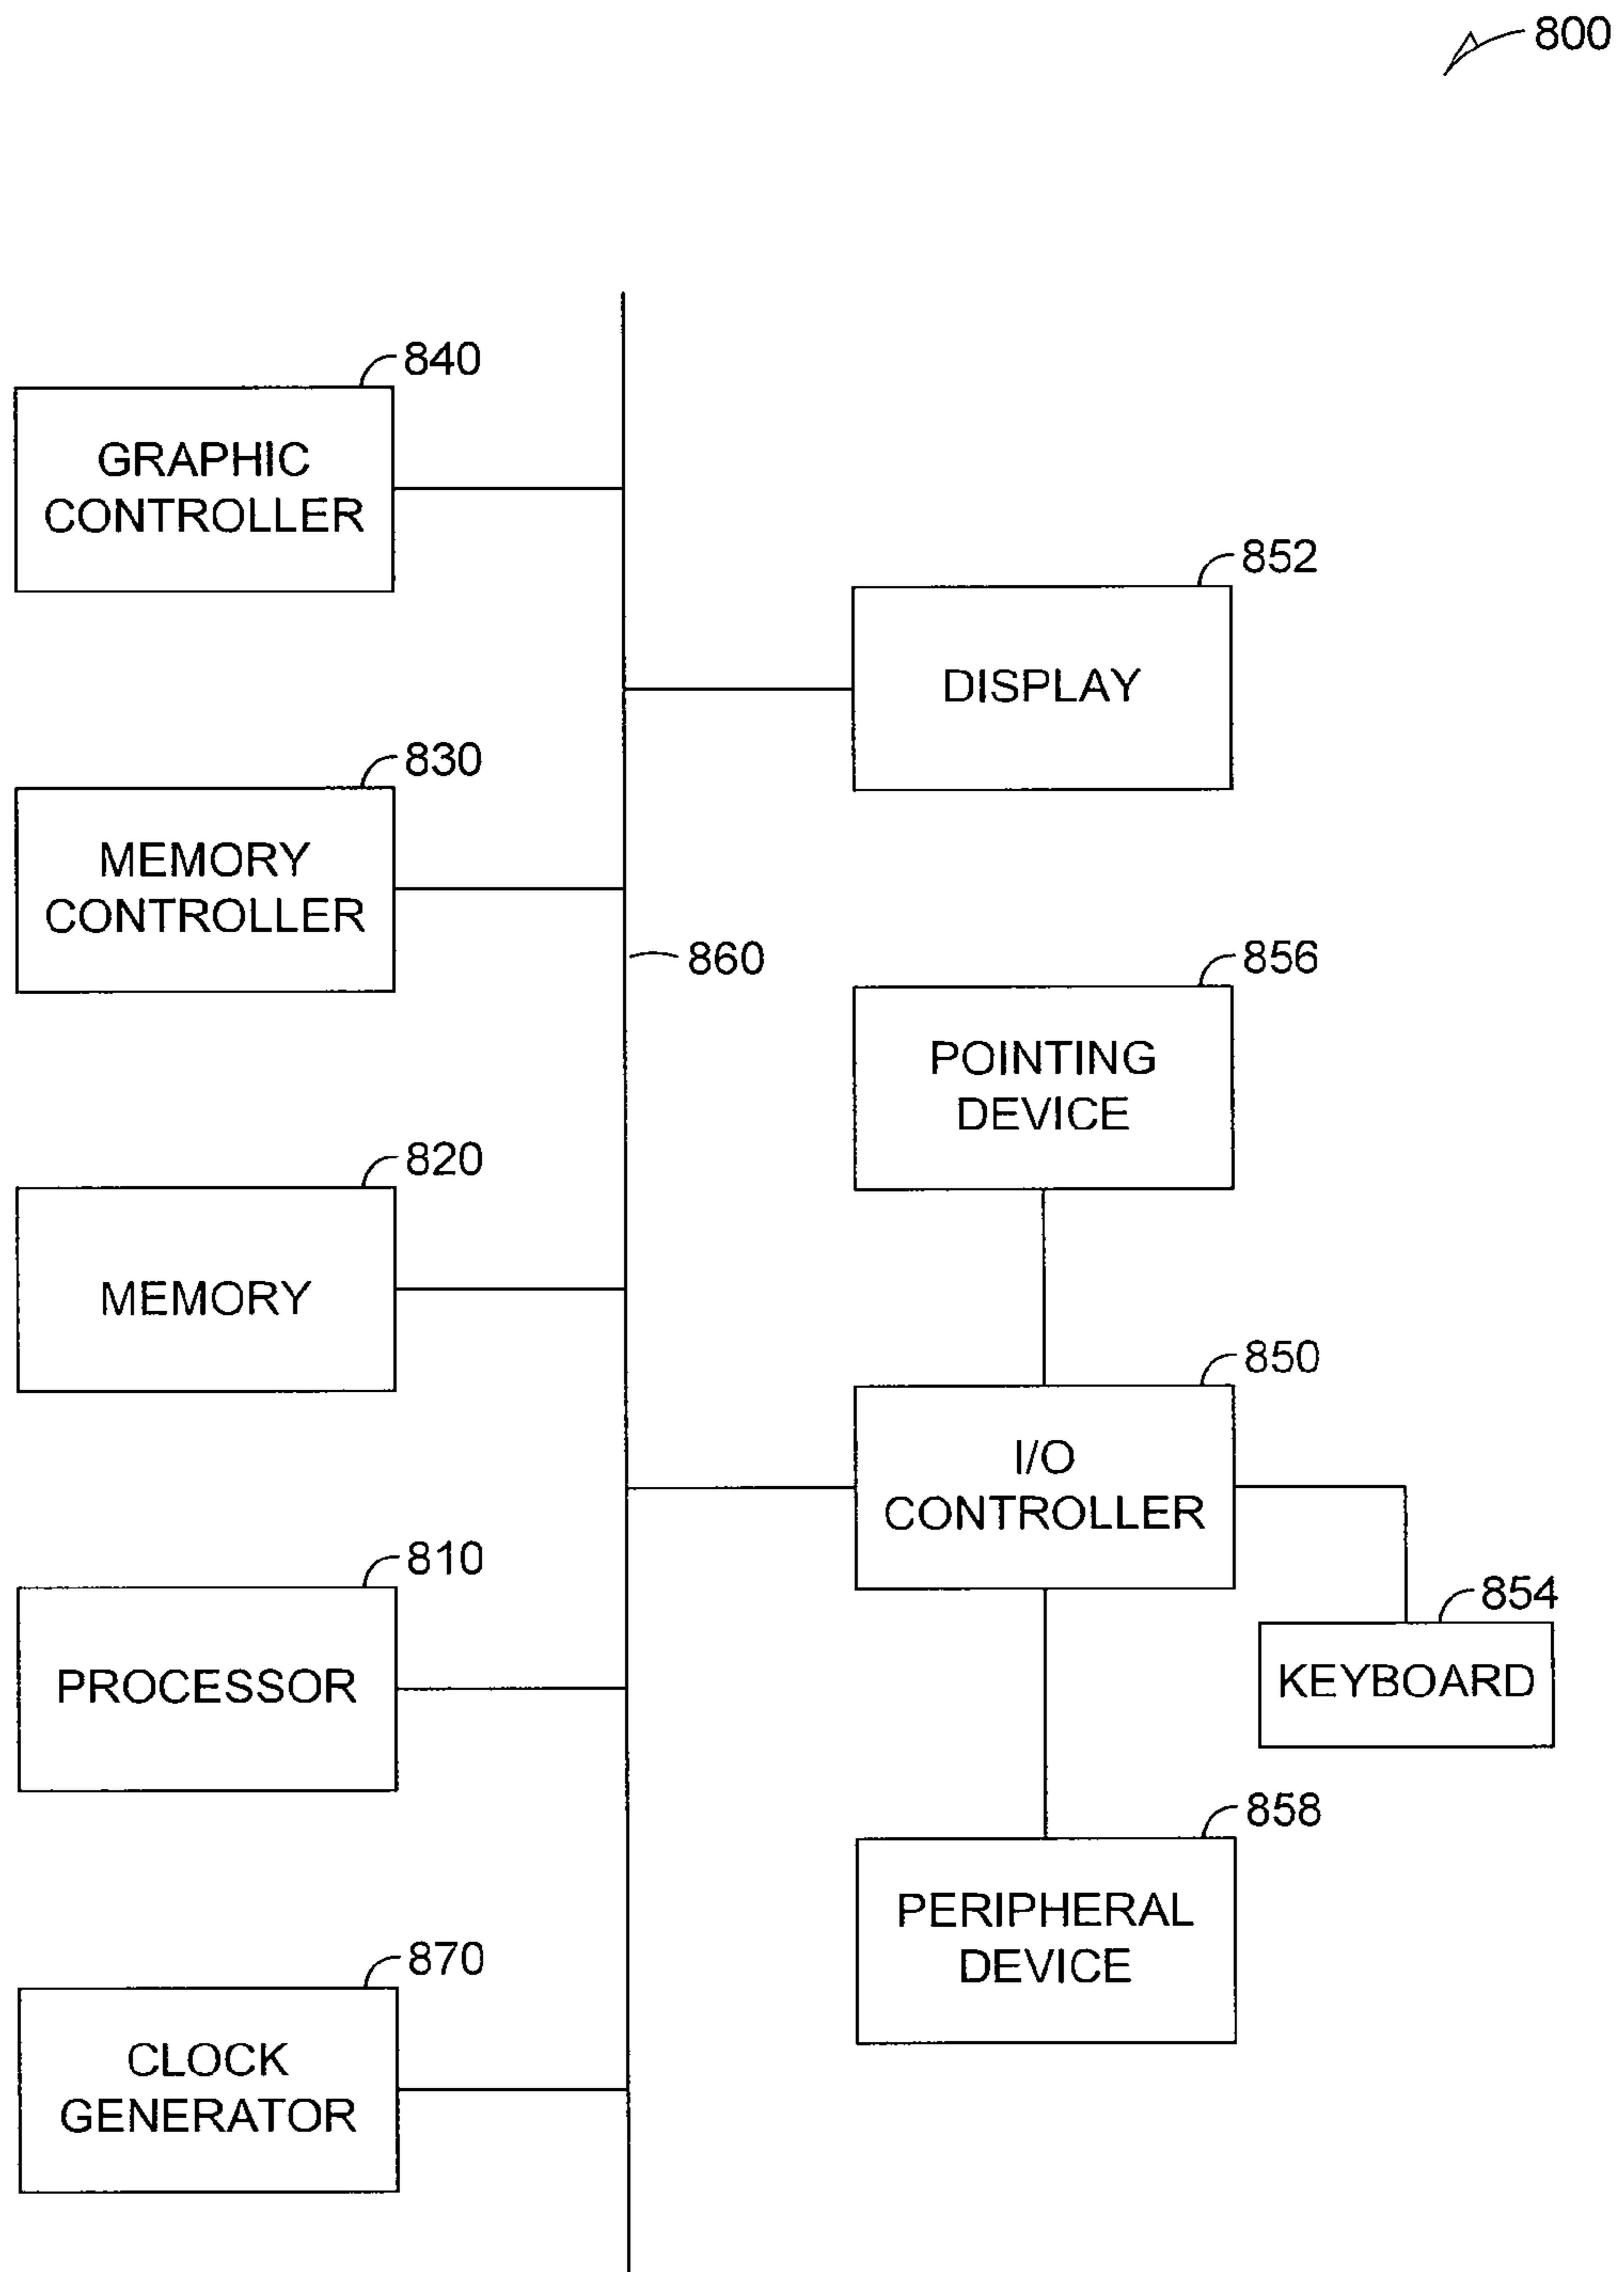 800
840
GRAPHIC
CONTROLLER
852
DISPLAY
830
MEMORY
CONTROLLER
860
856
POINTING
DEVICE
820
MEMORY
850
I/O
CONTROLLER
810
PROCESSOR
854
KEYBOARD
858
PERIPHERAL
DEVICE
870
CLOCK
GENERATOR